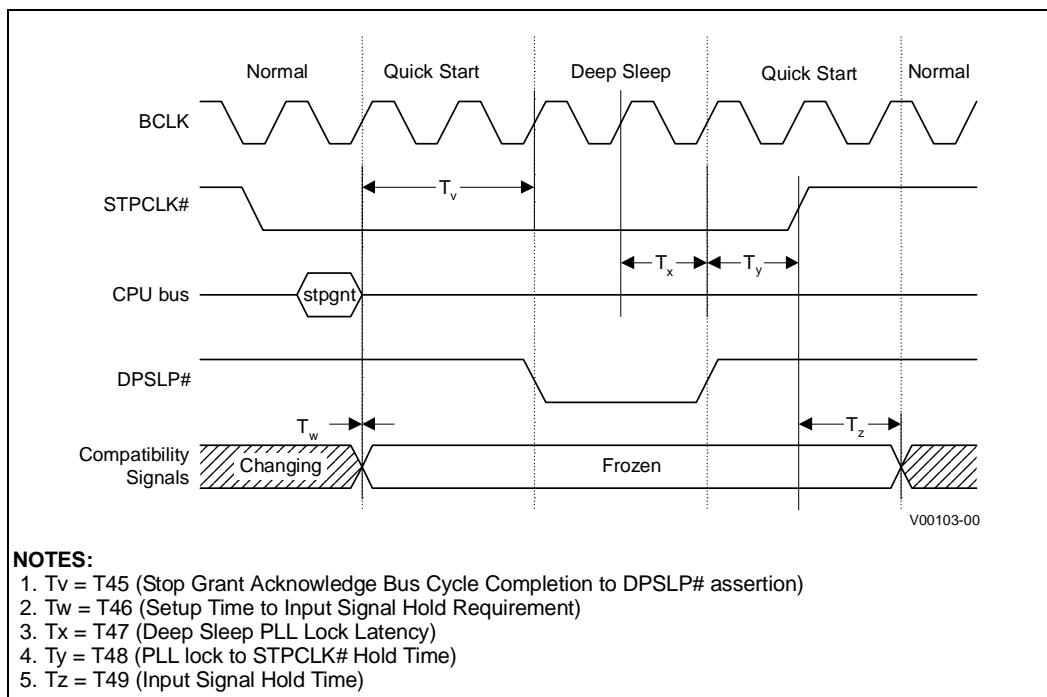 Normal Quick Start Deep Sleep Quick Start Normal
BCLK
Tv
STPCLK#
Tx Ty
CPU bus stpgnt
DPSLP#
Tw Tz
Compatibility
Signals
Changing Frozen
V00103-00
NOTES:
1. Tv = T45 (Stop Grant Acknowledge Bus Cycle Completion to DPSLP# assertion)
2. Tw = T46 (Setup Time to Input Signal Hold Requirement)
3. Tx = T47 (Deep Sleep PLL Lock Latency)
4. Ty = T48 (PLL lock to STPCLK# Hold Time)
5. Tz = T49 (Input Signal Hold Time)